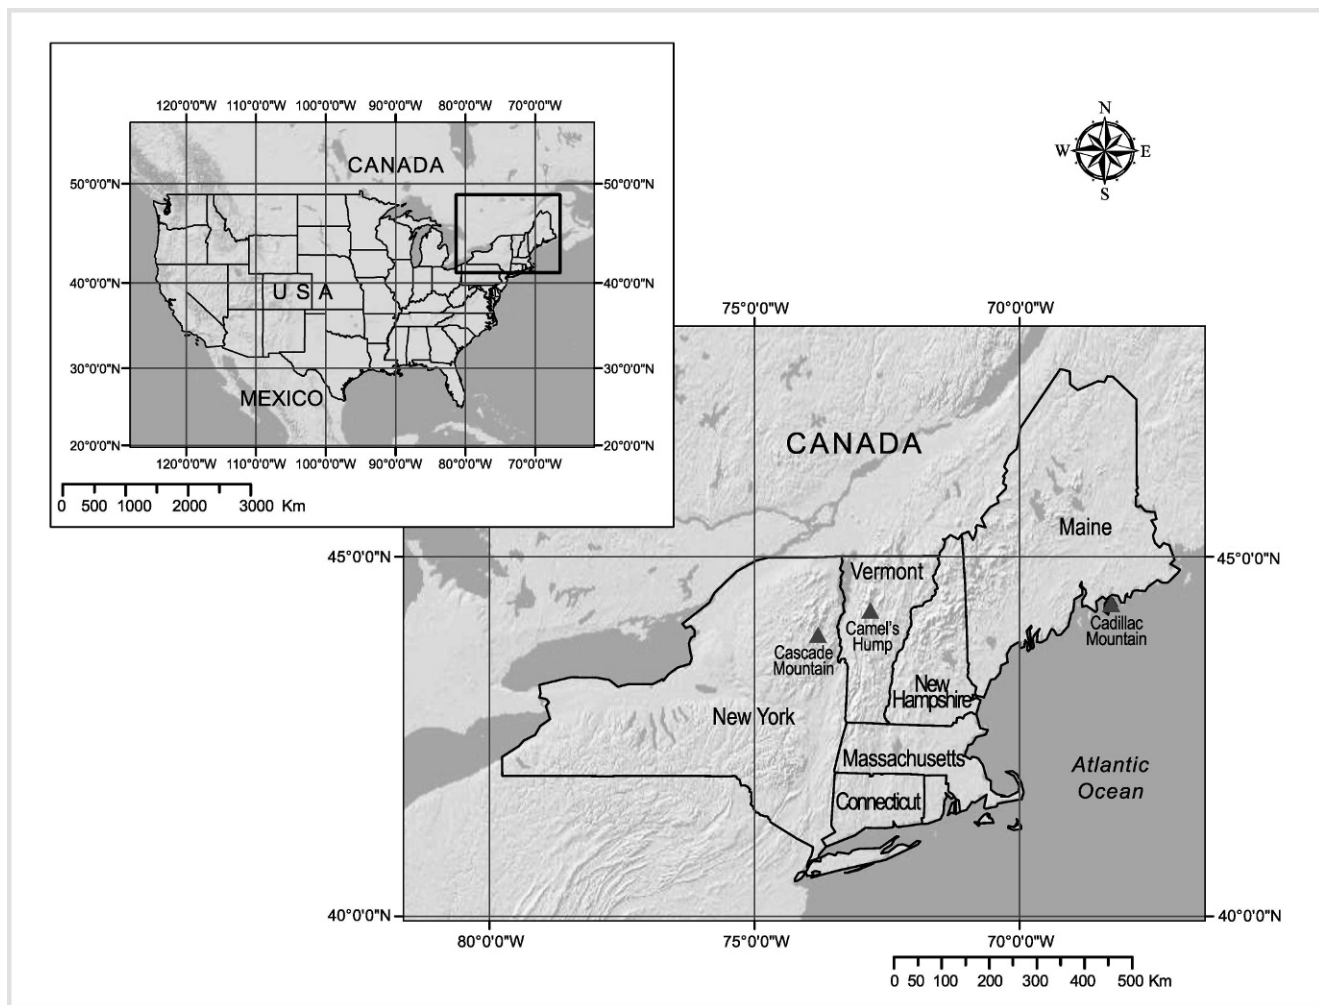 120°0'0"W 110°0'0"W 100°0'0"W 90°0'0"W 80°0'0"W 70°0'0"W
CANADA
50°0'0"N 50°0'0"N
40°0'0"N 40°0'0"N
USA
30°0'0"N 30°0'0"N
MEXICO
20°0'0"N 20°0'0"N
120°0'0"W 110°0'0"W 100°0'0"W 90°0'0"W 80°0'0"W 70°0'0"W
0 500 1000 2000 3000 Km
N
W E
S
75°0'0"W 70°0'0"W
CANADA
Maine
45°0'0"N 45°0'0"N
Vermont
Camel's
Hump
Cadillac
Mountain
Cascade
Mountain
New
Hampshire
New York
Massachusetts
Atlantic
Ocean
Connecticut
40°0'0"N 40°0'0"N
80°0'0"W 75°0'0"W 70°0'0"W
0 50 100 200 300 400 500 Km